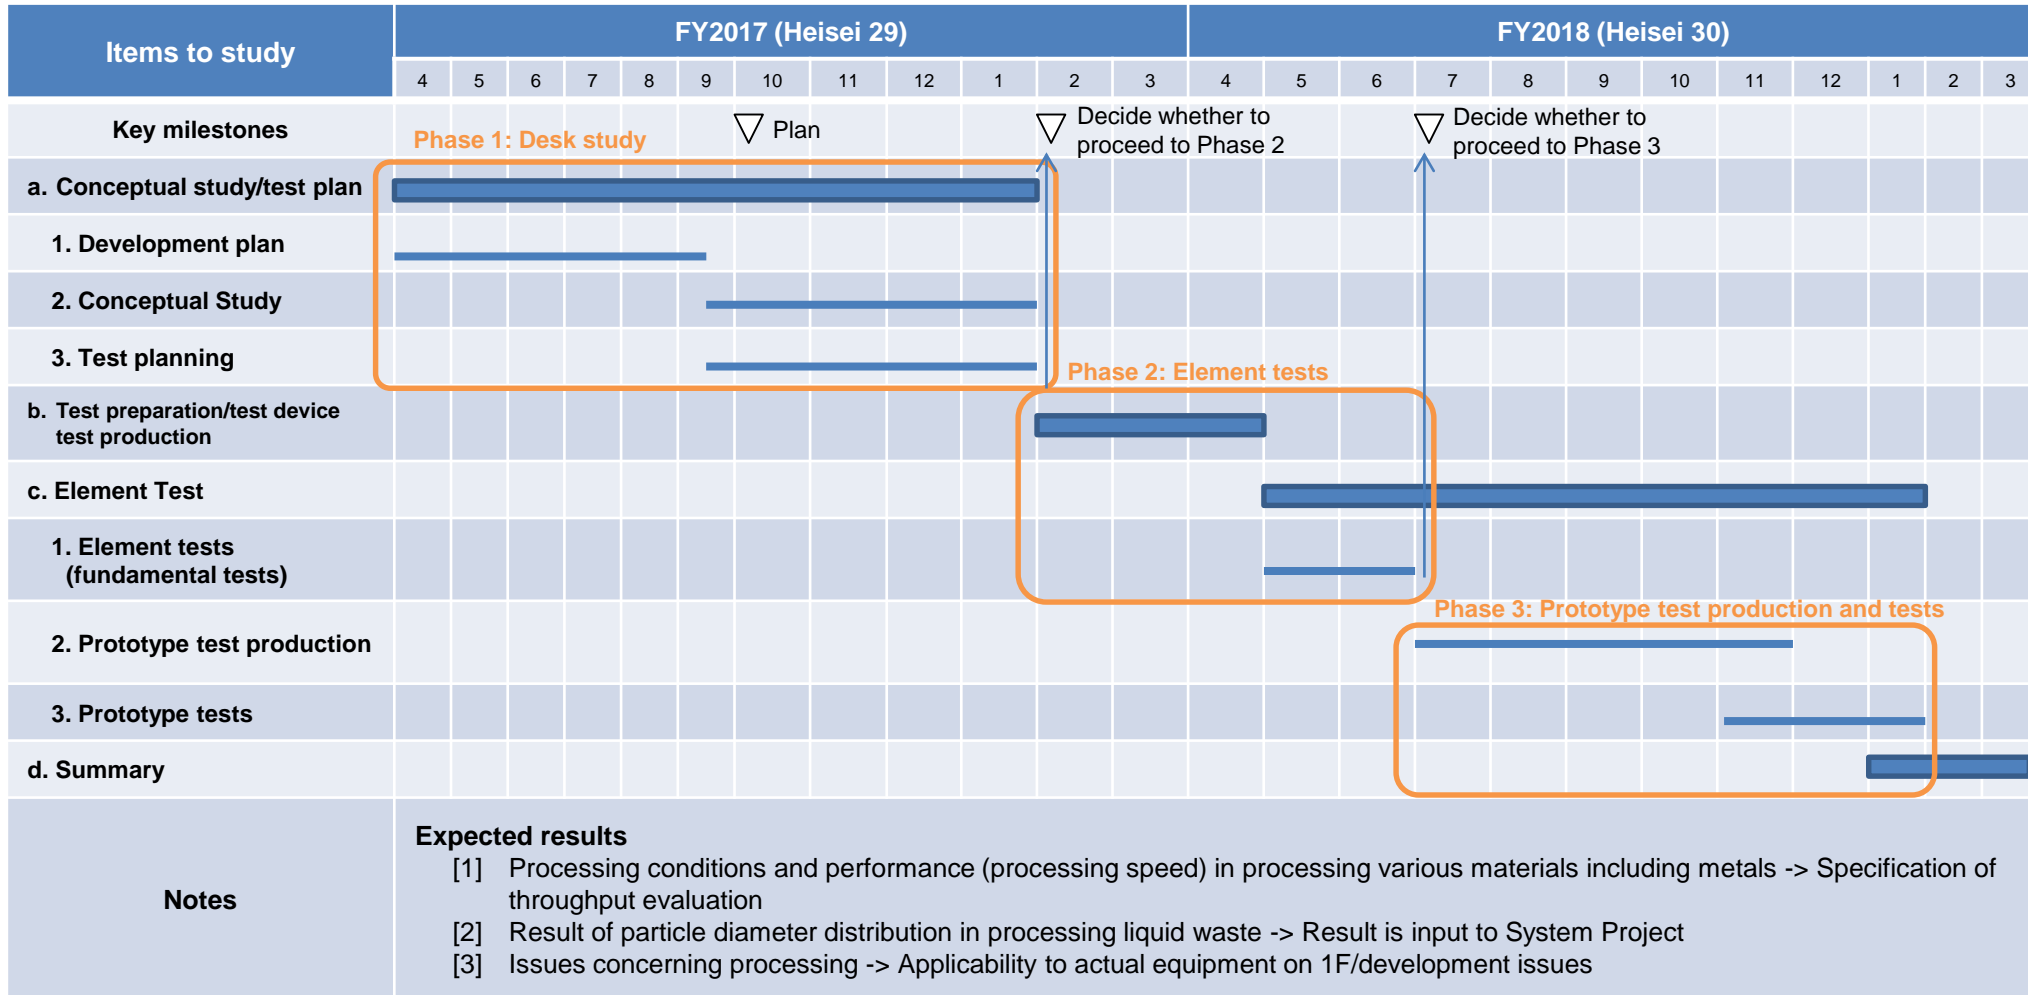 Items to study
FY2017 (Heisei 29)
FY2018 (Heisei 30)
4 5 6 7 8 9 10 11 12 1 2 3 4 5 6 7 8 9 10 11 12 1 2 3
Key milestones
Phase 1: Desk study
Plan
Decide whether to
proceed to Phase 2
Decide whether to
proceed to Phase 3
a. Conceptual study/test plan
1. Development plan
2. Conceptual Study
3. Test planning
Phase 2: Element tests
b. Test preparation/test device
test production
c. Element Test
1. Element tests
(fundamental tests)
Phase 3: Prototype test production and tests
2. Prototype test production
3. Prototype tests
d. Summary
Notes
Expected results
[1] Processing conditions and performance (processing speed) in processing various materials including metals -> Specification of
throughput evaluation
[2] Result of particle diameter distribution in processing liquid waste -> Result is input to System Project
[3] Issues concerning processing -> Applicability to actual equipment on 1F/development issues